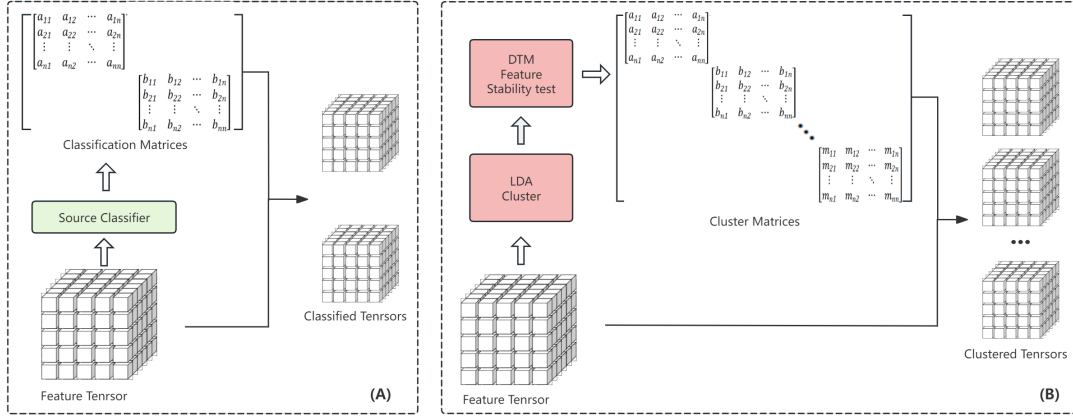 a11 a12 ⋯ a1n
a21 a22 ⋯ a2n
⋮ ⋮ ⋱ ⋮
an1 an2 ⋯ ann
b11 b12 ⋯ b1n
b21 b22 ⋯ b2n
⋮ ⋮ ⋱ ⋮
bn1 bn2 ⋯ bnn
Classification Matrices
Source Classifier
Feature Tenrsor
Classified Tenrsors
(A)
DTM
Feature
Stability test
LDA
Cluster
a11 a12 ⋯ a1n
a21 a22 ⋯ a2n
⋮ ⋮ ⋱ ⋮
an1 an2 ⋯ ann
b11 b12 ⋯ b1n
b21 b22 ⋯ b2n
⋮ ⋮ ⋱ ⋮
bn1 bn2 ⋯ bnn
m11 m12 ⋯ m1n
m21 m22 ⋯ m2n
⋮ ⋮ ⋱ ⋮
mn1 mn2 ⋯ mnn
Cluster Matrices
Feature Tenrsor
Clustered Tenrsors
(B)